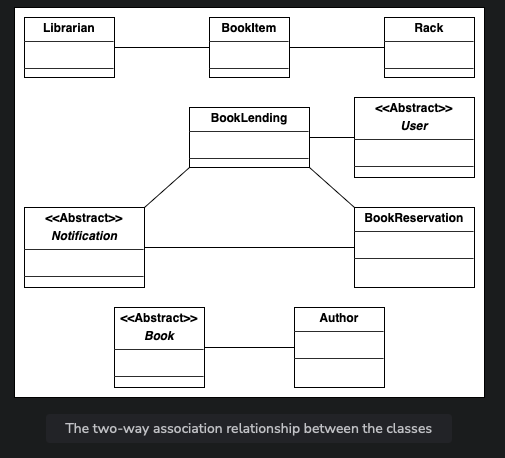 Librarian
BookItem
Rack
BookLending
<<Abstract>>
User
<<Abstract>>
Notification
BookReservation
<<Abstract>>
Book
Author
The two-way association relationship between the classes